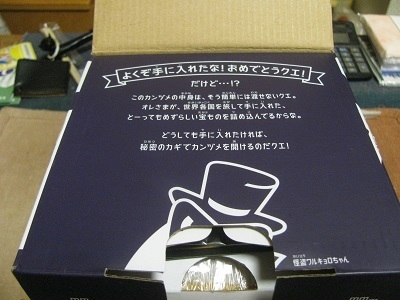 よくぞ手に入れたな！おめでとうクエ！
だけど…!?
このカンヅメの中身は、そう簡単には渡せないクエ。
オレさまが、世界各国を旅して手に入れた、
とーってもめずらしい宝ものを詰め込んでるからな。
どうしても手に入れたければ、
秘密のカギでカンヅメを開けるのだクエ！
怪盗ワルキョロちゃん